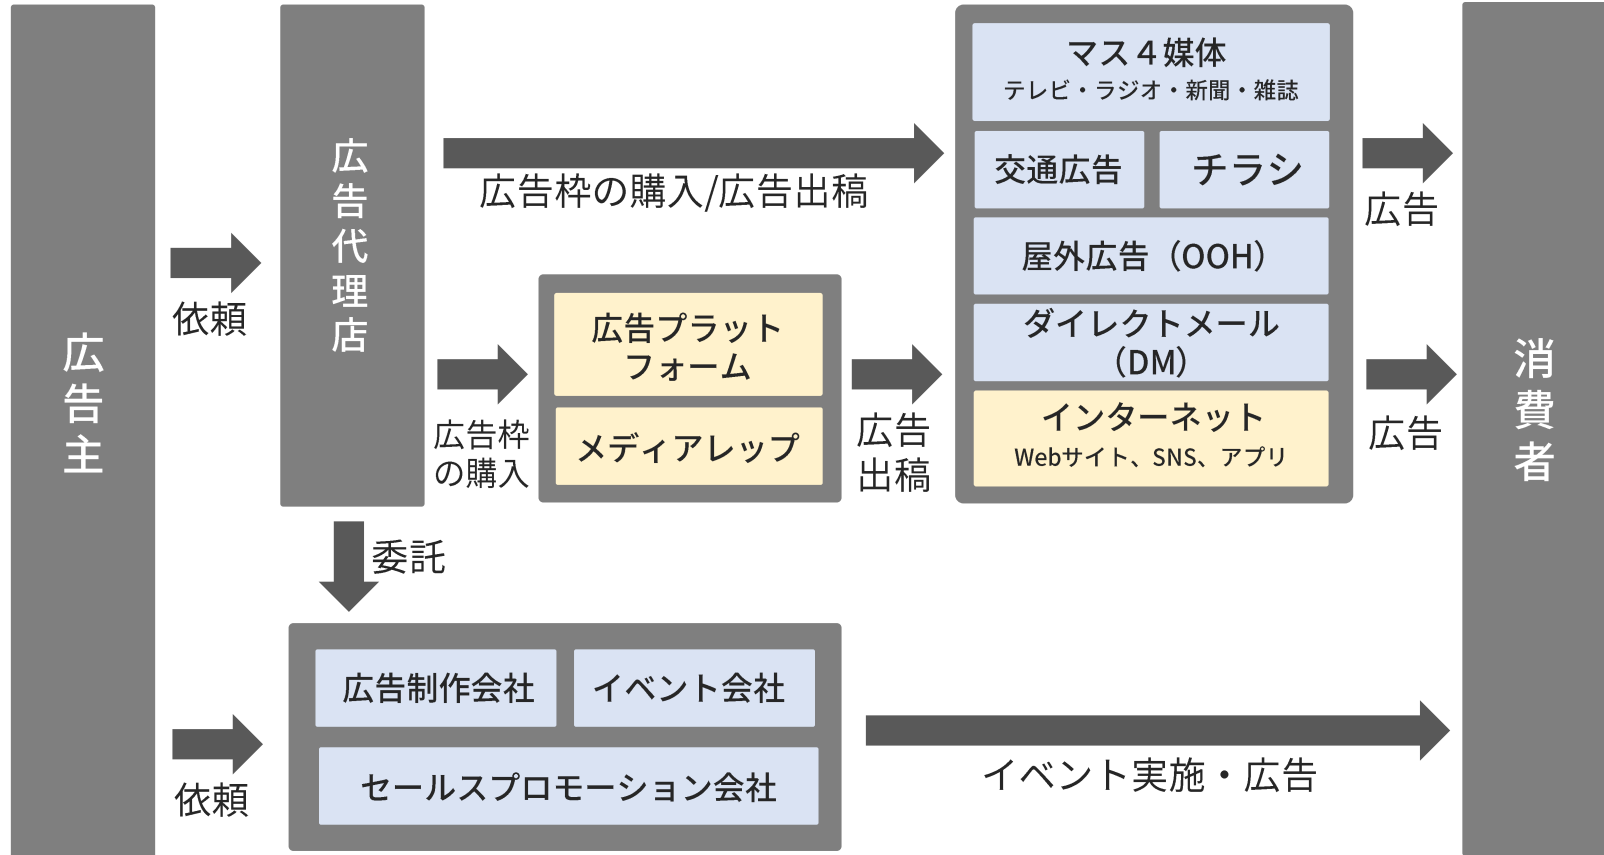 広告主
依頼
依頼
広告代理店
広告枠の購入/広告出稿
広告枠
の購入
委託
広告プラット
フォーム
メディアレップ
広告
出稿
マス４媒体
テレビ・ラジオ・新聞・雑誌
交通広告
チラシ
屋外広告（OOH）
ダイレクトメール
（DM）
インターネット
Webサイト、SNS、アプリ
広告
広告
広告制作会社
イベント会社
セールスプロモーション会社
イベント実施・広告
消費者